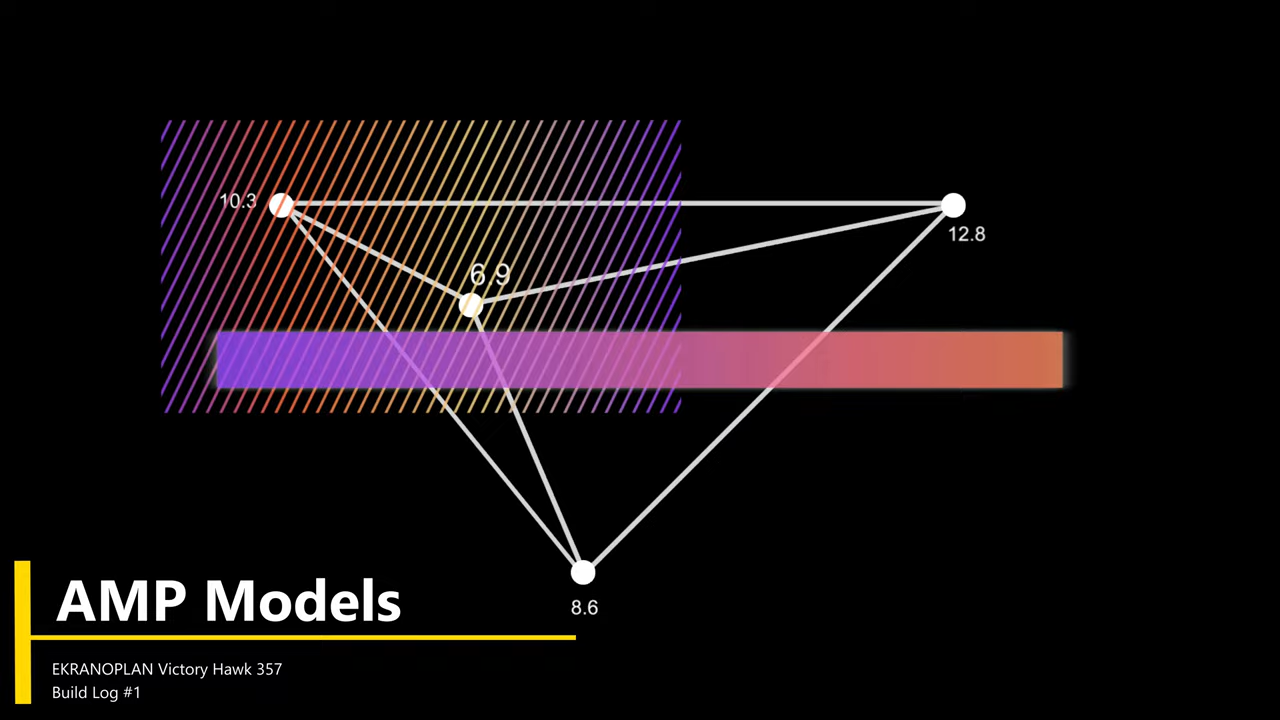 10.3
12.8
6.9
8.6
AMP Models
EKRANOPLAN Victory Hawk 357
Build Log #1